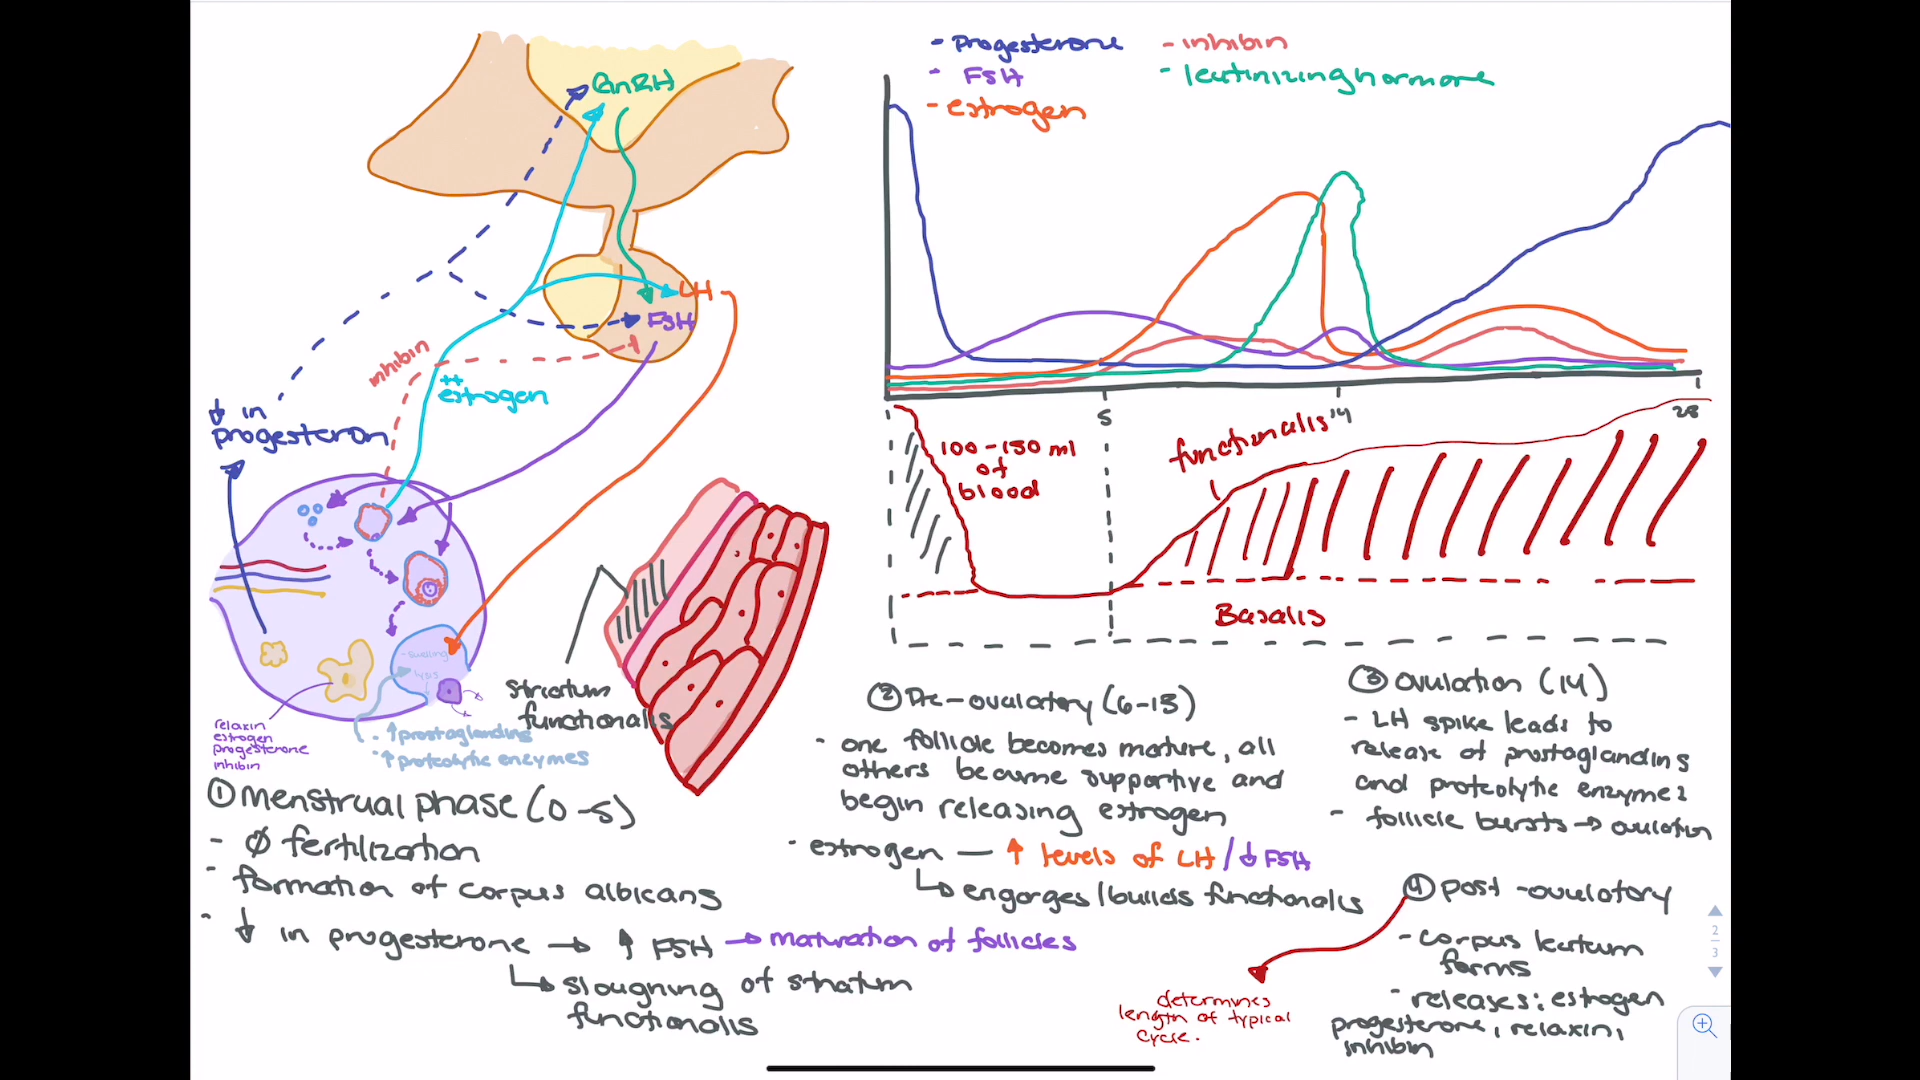 - Progesterone
- FSH
- estrogen
- inhibin
- leutinizing hormone
GnRH
LH
FSH
inhibin
++
estrogen
↓ in
progesteron
relaxin
estrogen
progesterone
inhibin
- swelling
- ↑prostaglandins
- ↑proteolytic enzymes
striatum
functionalis
5
14
28
100-150 ml
of
blood
functionalis
Basalis
① menstrual phase (0-5)
- Ø fertilization
- formation of corpus albicans
- ↓ in progesterone → ↑ FSH → maturation of follicles
↳ sloughing of stratum
functionalis
② Pre-ovulatory (6-13)
- one follicle becomes mature, all
others become supportive and
begin releasing estrogen
- estrogen — ↑ levels of LH / ↓ FSH
↳ engorges/builds functionalis
③ ovulation (14)
- LH spike leads to
release of prostaglandins
and proteolytic enzymes
- follicle bursts → ovulation
④ post-ovulatory
- corpus leuteum
forms
- releases: estrogen
progesterone, relaxin,
inhibin
determines
length of typical
cycle.
2
3